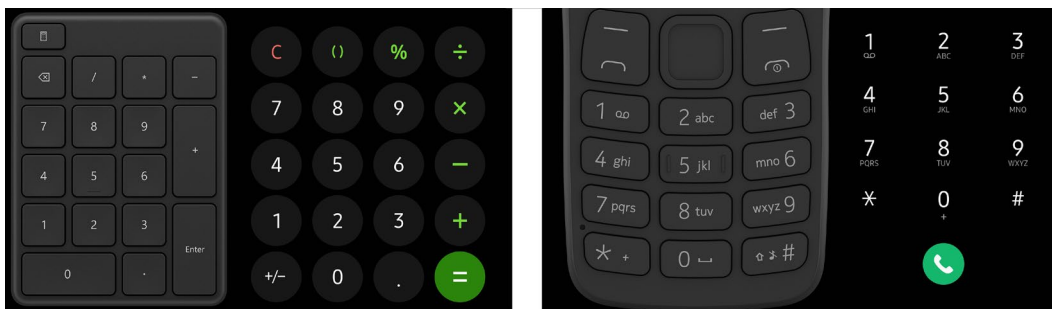 / * -
7 8 9
+
4 5 6
1 2 3
Enter
0 .
C () % ÷
7 8 9 ×
4 5 6 −
1 2 3 +
+/− 0 . =
1 2 abc def 3
4 ghi 5 jkl mno 6
7 pqrs 8 tuv wxyz 9
* + 0 #
1 2 3
ABC DEF
4 5 6
GHI JKL MNO
7 8 9
PQRS TUV WXYZ
* 0 #
+